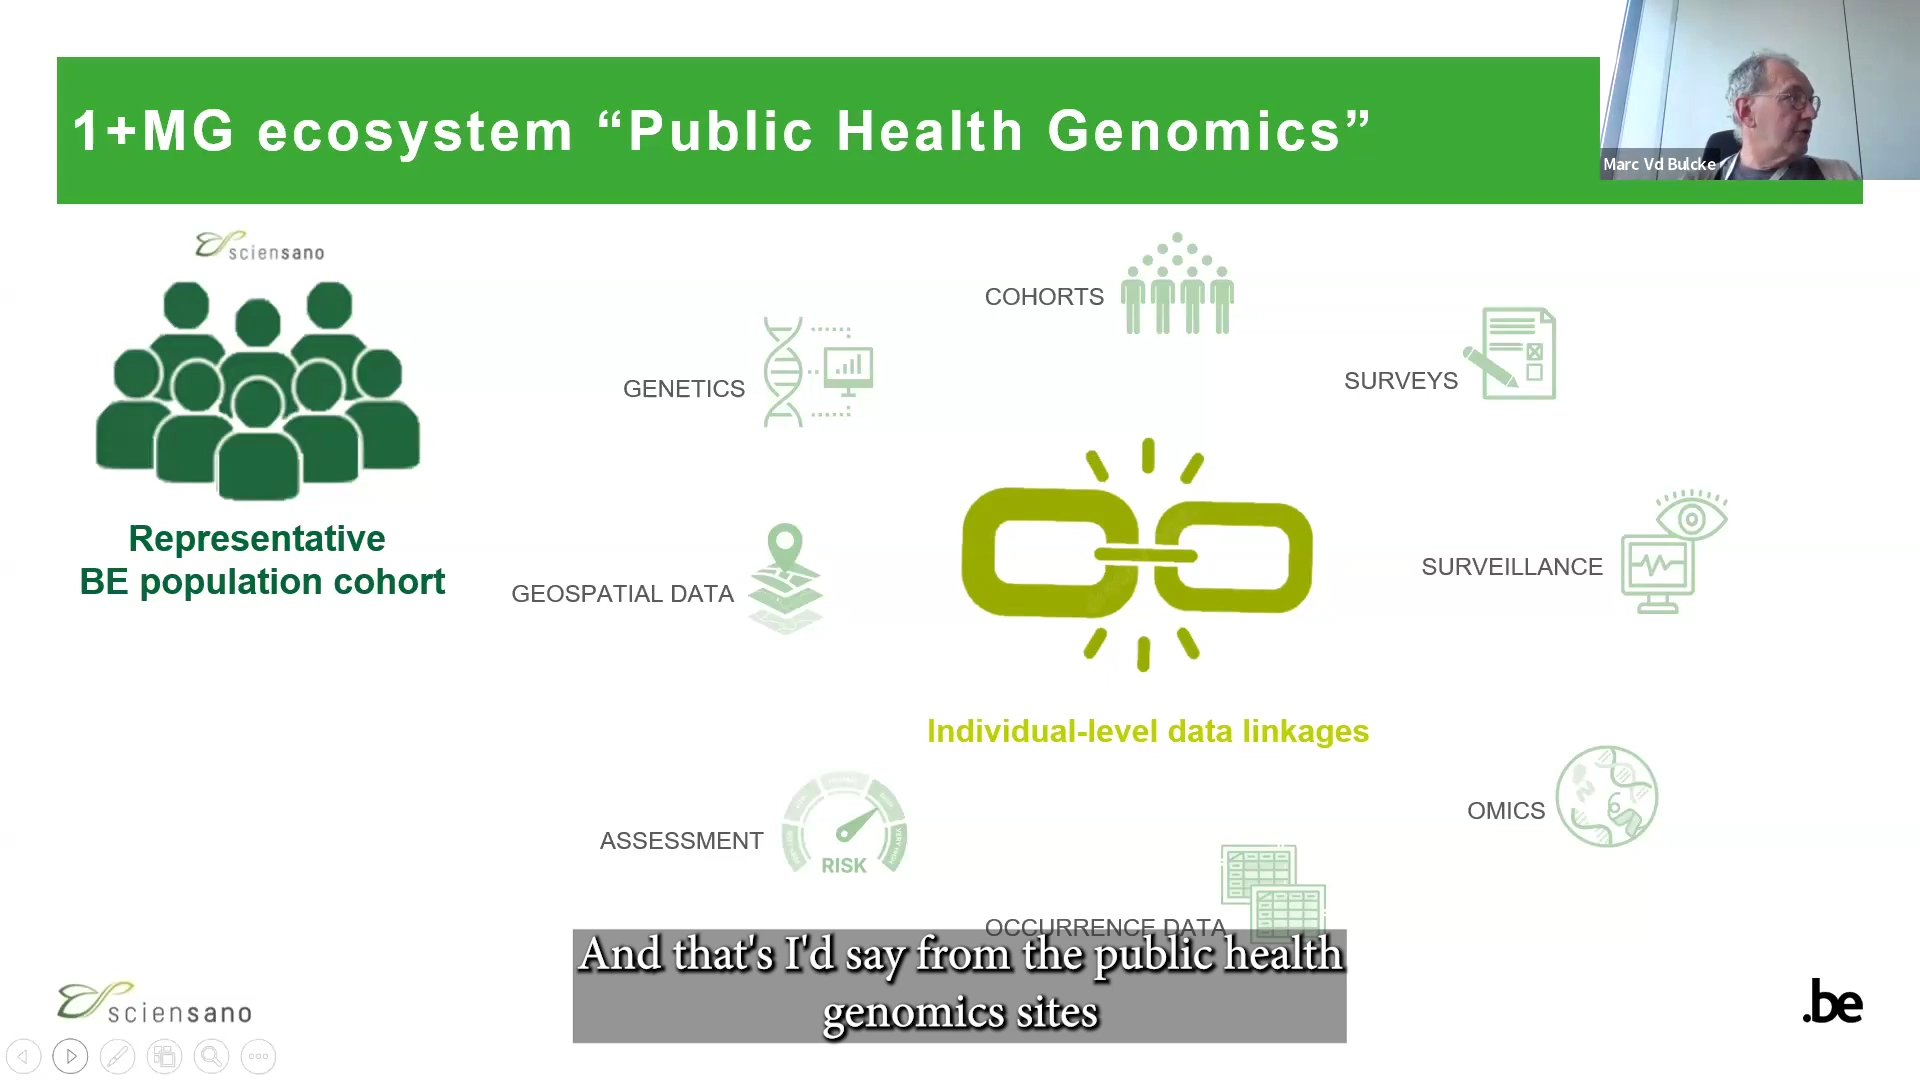 1+MG ecosystem “Public Health Genomics”
Marc Vd Bulcke
sciensano
COHORTS
GENETICS
SURVEYS
Representative
BE population cohort
GEOSPATIAL DATA
SURVEILLANCE
Individual-level data linkages
ASSESSMENT
RISK
OMICS
OCCURRENCE DATA
And that's I'd say from the public health
genomics sites
sciensano
.be